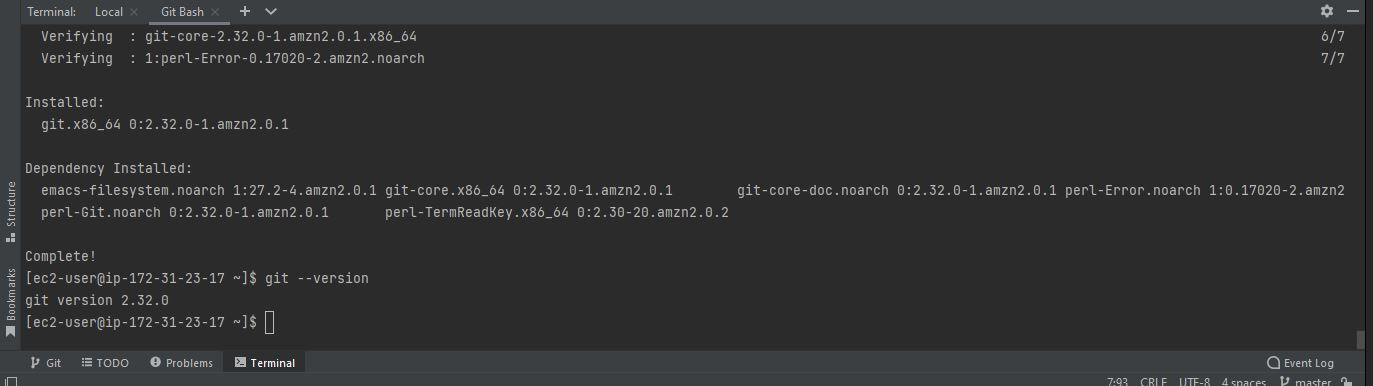 Terminal: Local × Git Bash ×
Verifying : git-core-2.32.0-1.amzn2.0.1.x86_64 6/7
Verifying : 1:perl-Error-0.17020-2.amzn2.noarch 7/7
Installed:
git.x86_64 0:2.32.0-1.amzn2.0.1
Dependency Installed:
emacs-filesystem.noarch 1:27.2-4.amzn2.0.1 git-core.x86_64 0:2.32.0-1.amzn2.0.1 git-core-doc.noarch 0:2.32.0-1.amzn2.0.1 perl-Error.noarch 1:0.17020-2.amzn2
perl-Git.noarch 0:2.32.0-1.amzn2.0.1 perl-TermReadKey.x86_64 0:2.30-20.amzn2.0.2
Complete!
[ec2-user@ip-172-31-23-17 ~]$ git --version
git version 2.32.0
[ec2-user@ip-172-31-23-17 ~]$
Structure
Bookmarks
Git TODO Problems Terminal Event Log
7:93 CRLF UTF-8 4 spaces master